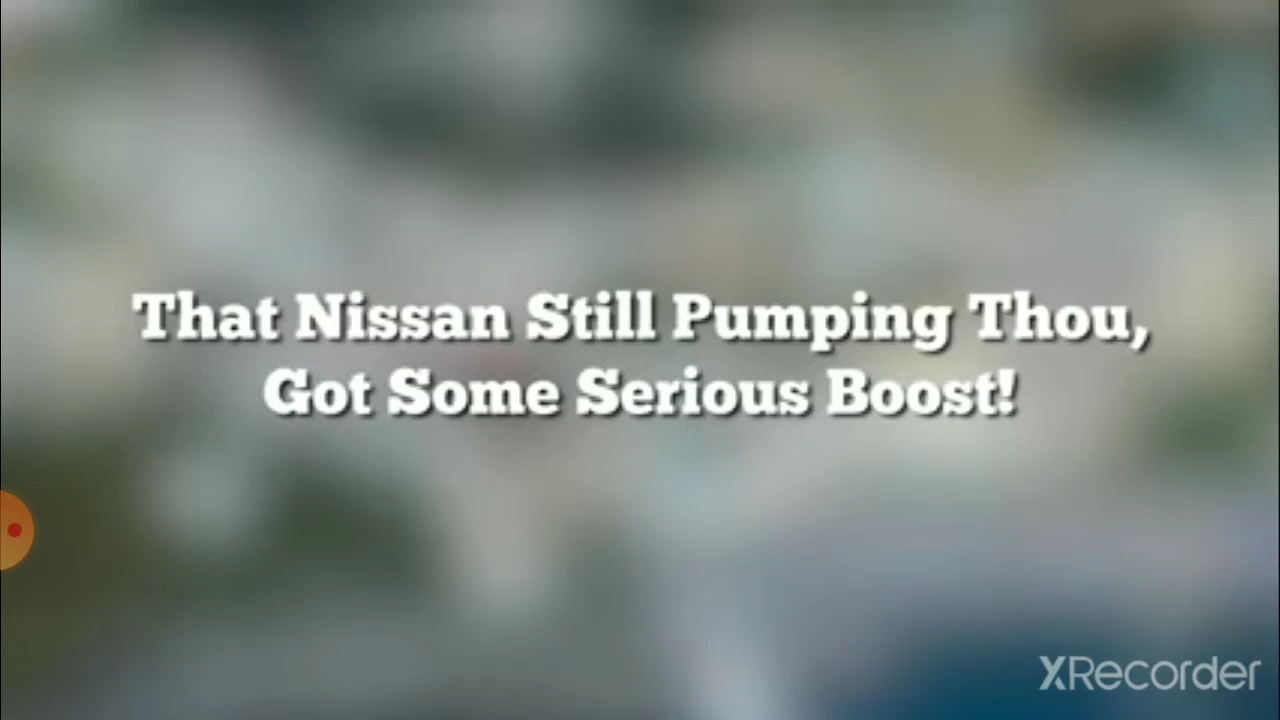 That Nissan Still Pumping Thou,
Got Some Serious Boost!
XRecorder